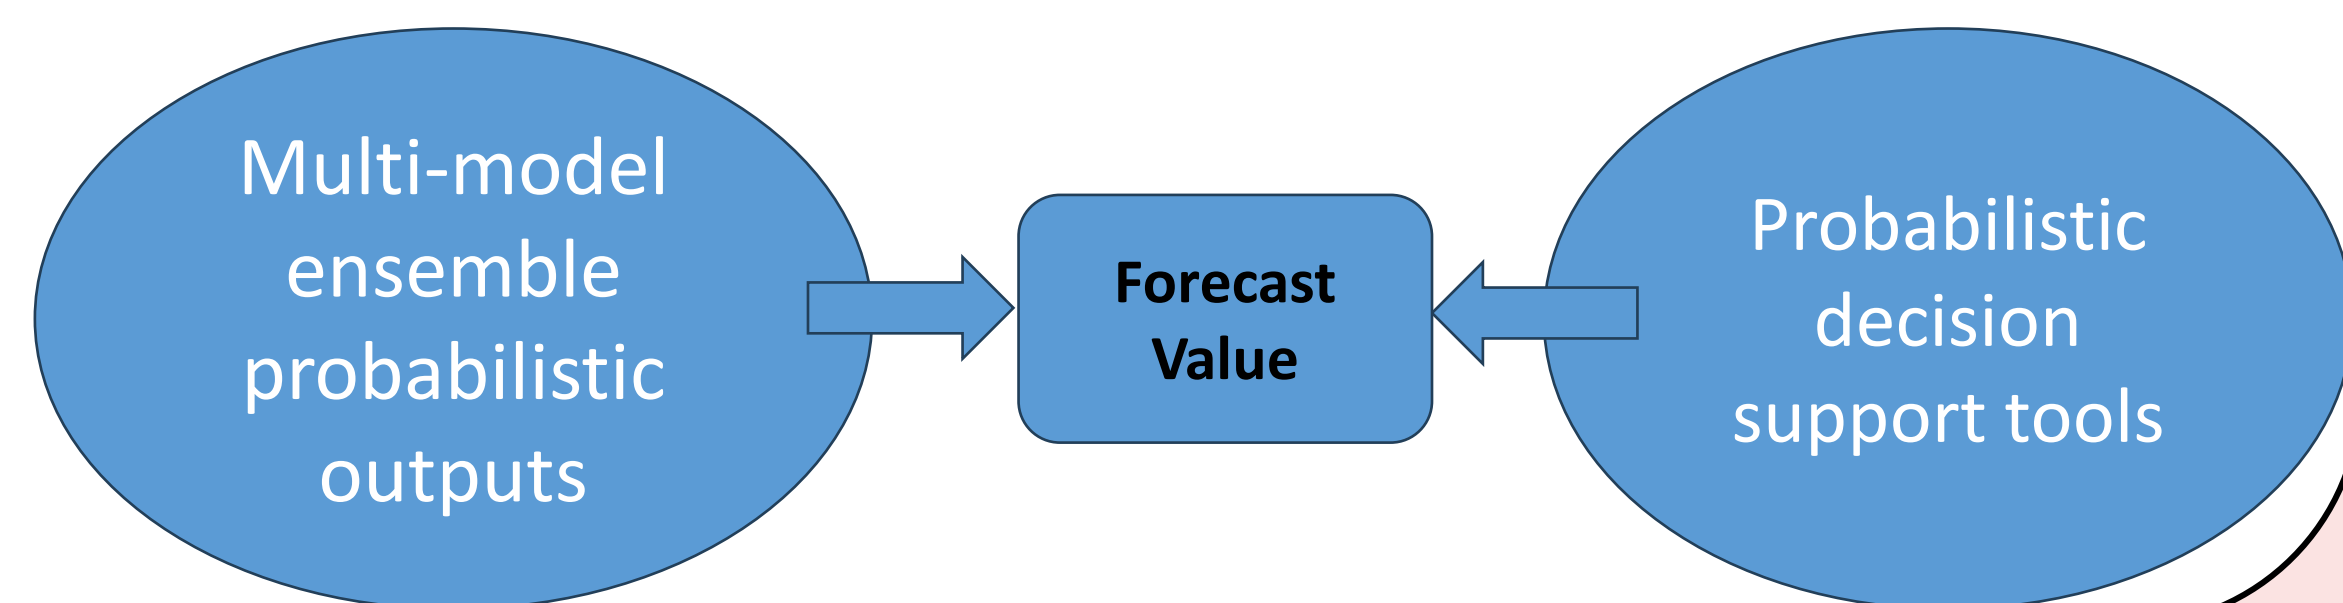 Multi-model
ensemble
probabilistic
outputs
Forecast
Value
Probabilistic
decision
support tools